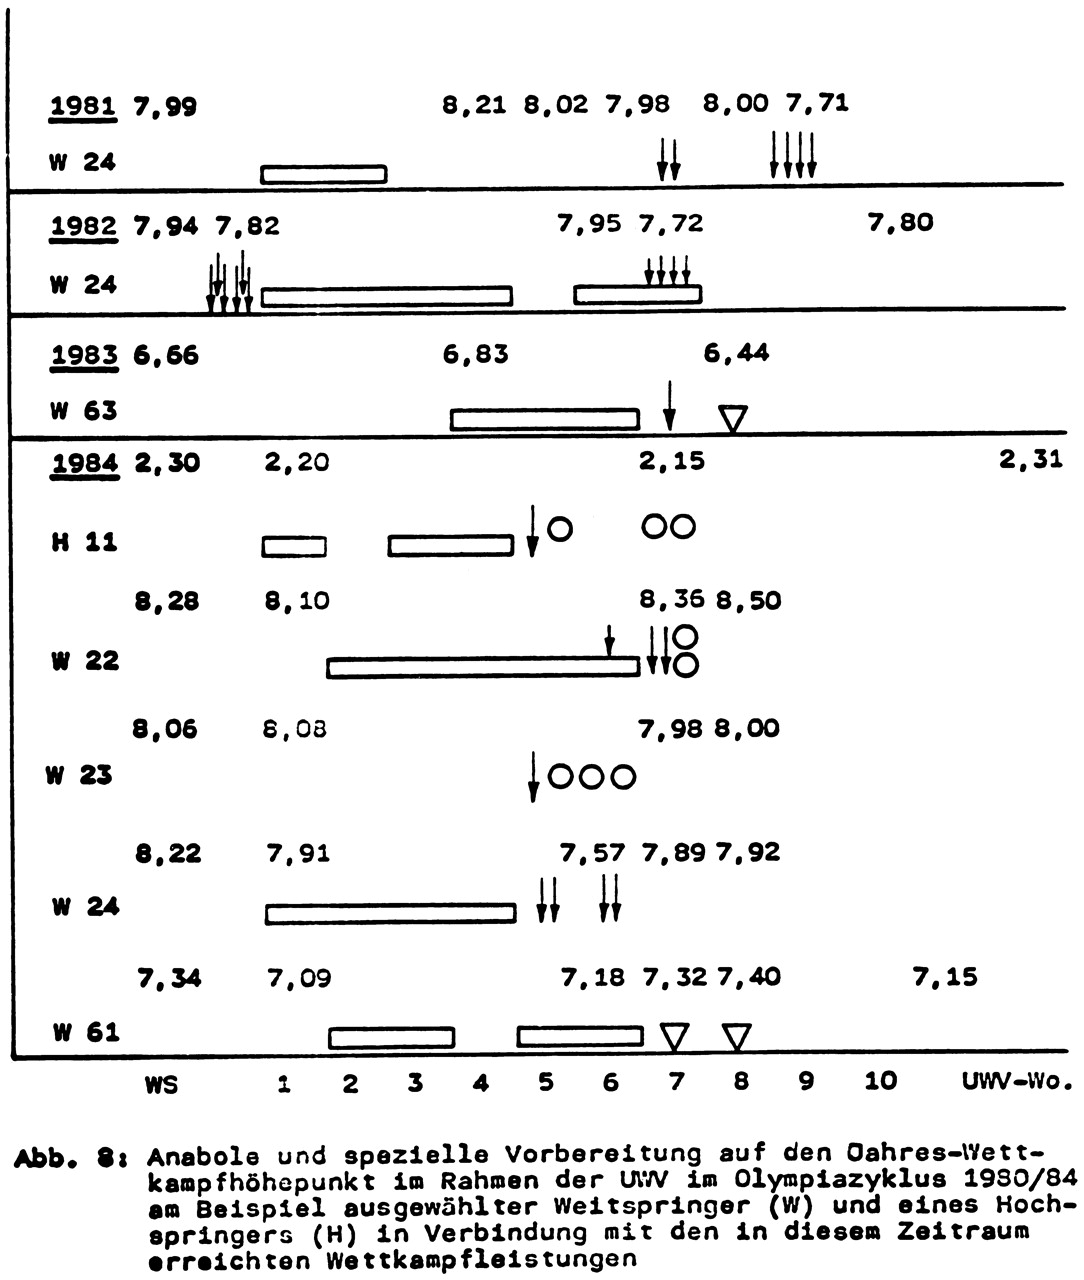 1981 7,99 8,21 8,02 7,98 8,00 7,71
W 24
1982 7,94 7,82 7,95 7,72 7,80
W 24
1983 6,66 6,83 6,44
W 63
1984 2,30 2,20 2,15 2,31
H 11
8,28 8,10 8,36 8,50
W 22
8,06 8,08 7,98 8,00
W 23
8,22 7,91 7,57 7,89 7,92
W 24
7,34 7,09 7,18 7,32 7,40 7,15
W 61
WS 1 2 3 4 5 6 7 8 9 10 UWV-Wo.
Abb. 8: Anabole und spezielle Vorbereitung auf den Jahres-Wett-
kampfhöhepunkt im Rahmen der UWV im Olympiazyklus 1980/84
am Beispiel ausgewählter Weitspringer (W) und eines Hoch-
springers (H) in Verbindung mit den in diesem Zeitraum
erreichten Wettkampfleistungen